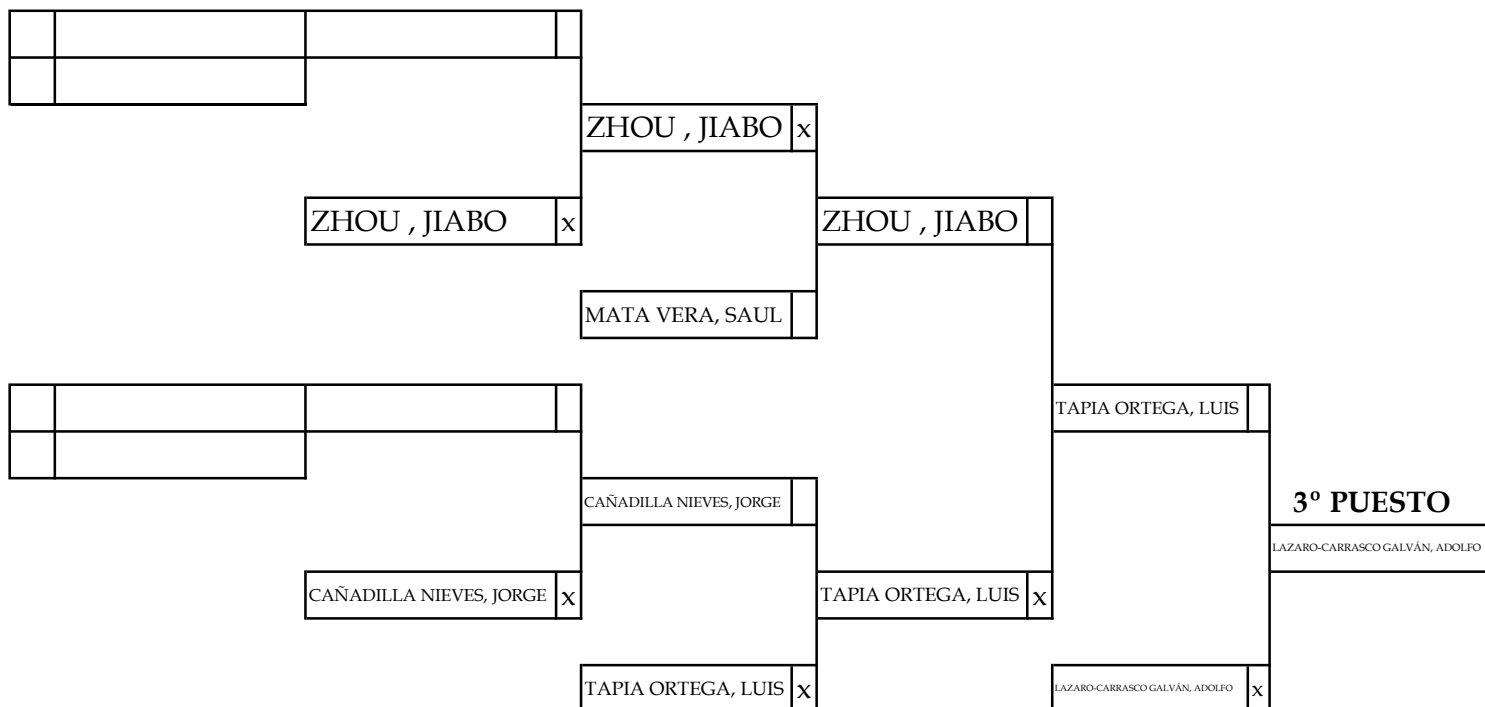 ZHOU , JIABO x
ZHOU , JIABO x
ZHOU , JIABO
MATA VERA, SAUL
TAPIA ORTEGA, LUIS
CAÑADILLA NIEVES, JORGE
3º PUESTO
LAZARO-CARRASCO GALVÁN, ADOLFO
CAÑADILLA NIEVES, JORGE x
TAPIA ORTEGA, LUIS x
TAPIA ORTEGA, LUIS x
LAZARO-CARRASCO GALVÁN, ADOLFO x